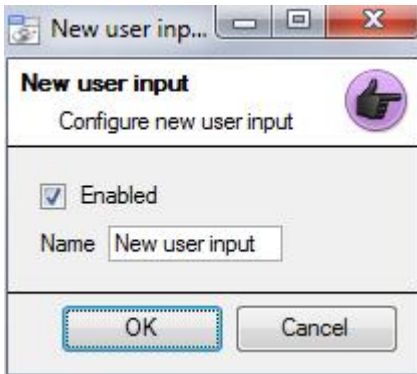 New user inp...
New user input
Configure new user input
Enabled
Name New user input
OK Cancel